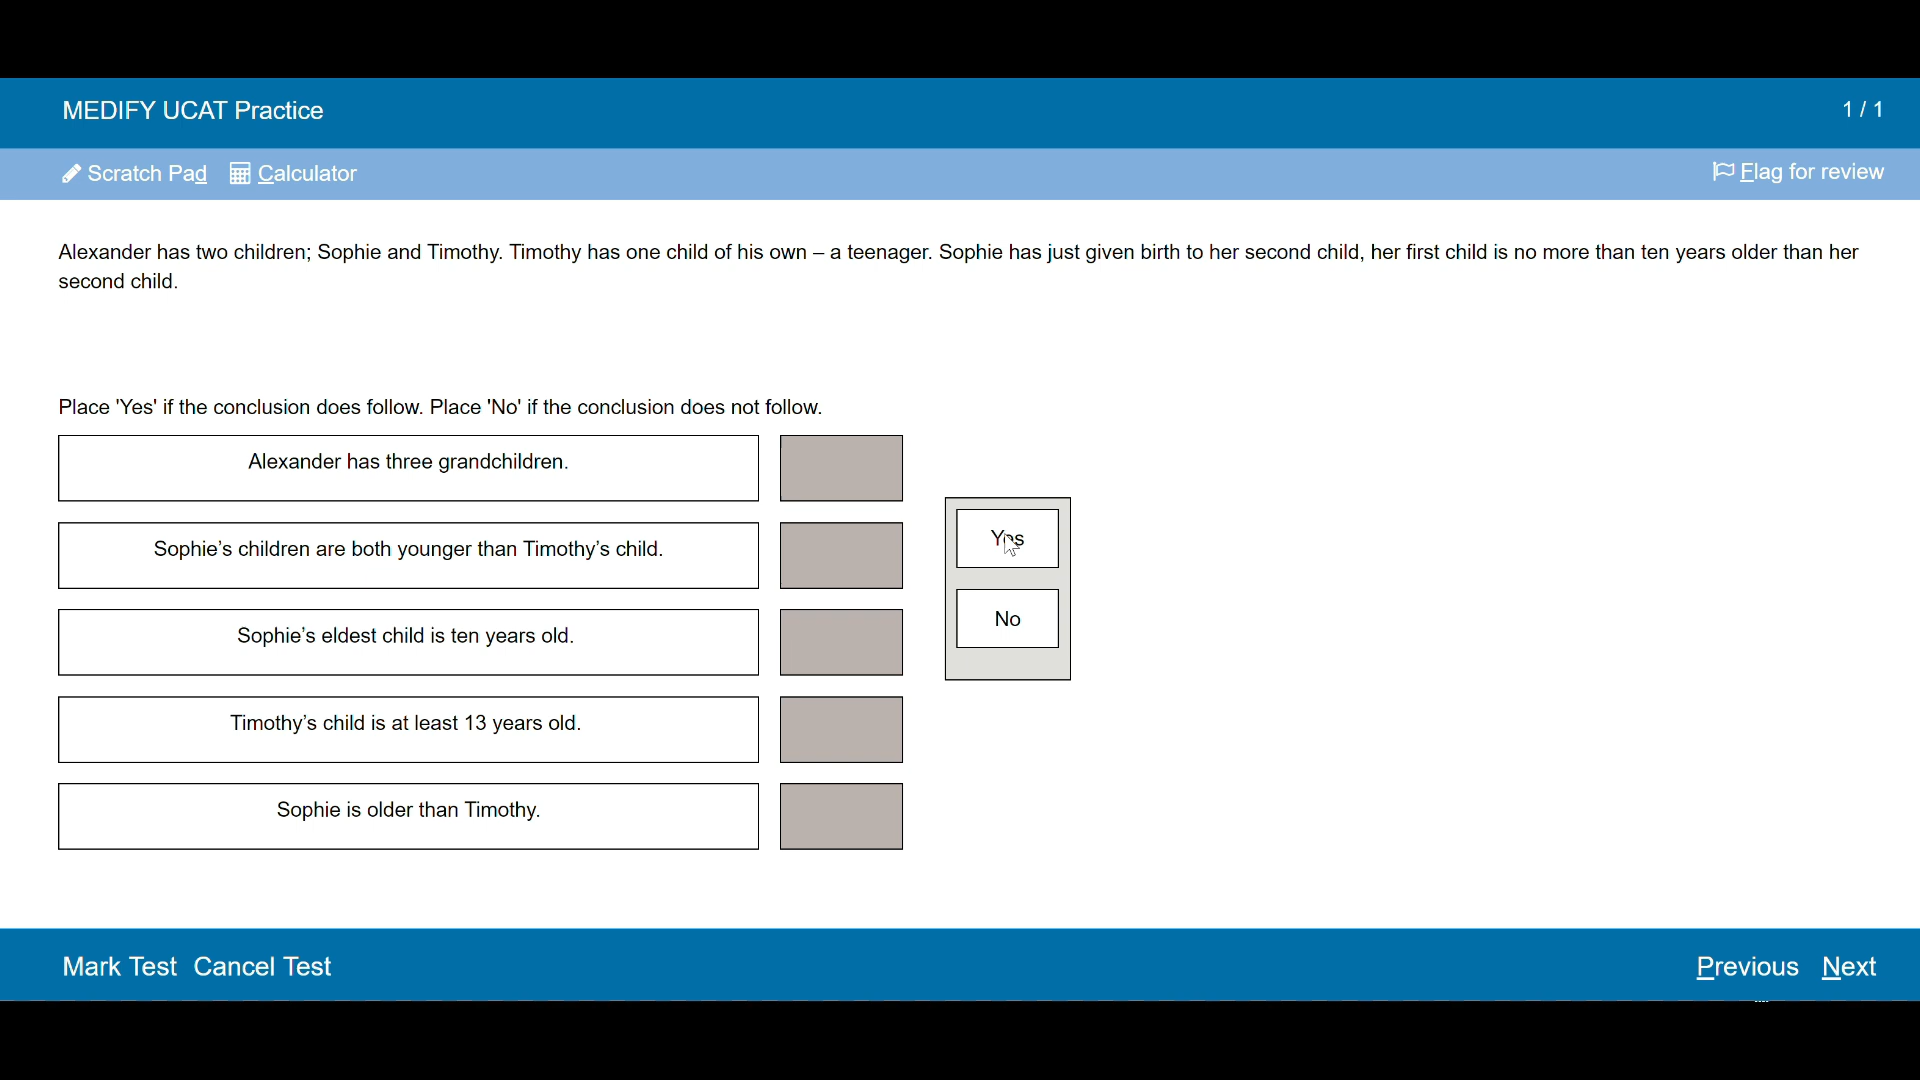 MEDIFY UCAT Practice
1 / 1
Scratch Pad Calculator
Flag for review
Alexander has two children; Sophie and Timothy. Timothy has one child of his own – a teenager. Sophie has just given birth to her second child, her first child is no more than ten years older than her
second child.
Place 'Yes' if the conclusion does follow. Place 'No' if the conclusion does not follow.
Alexander has three grandchildren.
Sophie’s children are both younger than Timothy’s child.
Yes
Sophie’s eldest child is ten years old.
No
Timothy’s child is at least 13 years old.
Sophie is older than Timothy.
Mark Test Cancel Test
Previous Next